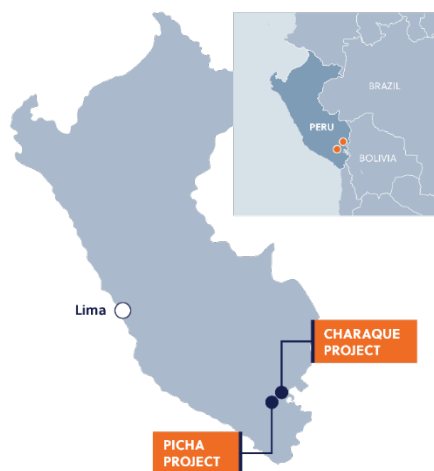 BRAZIL
PERU
BOLIVIA
Lima
CHARAQUE
PROJECT
PICHA
PROJECT